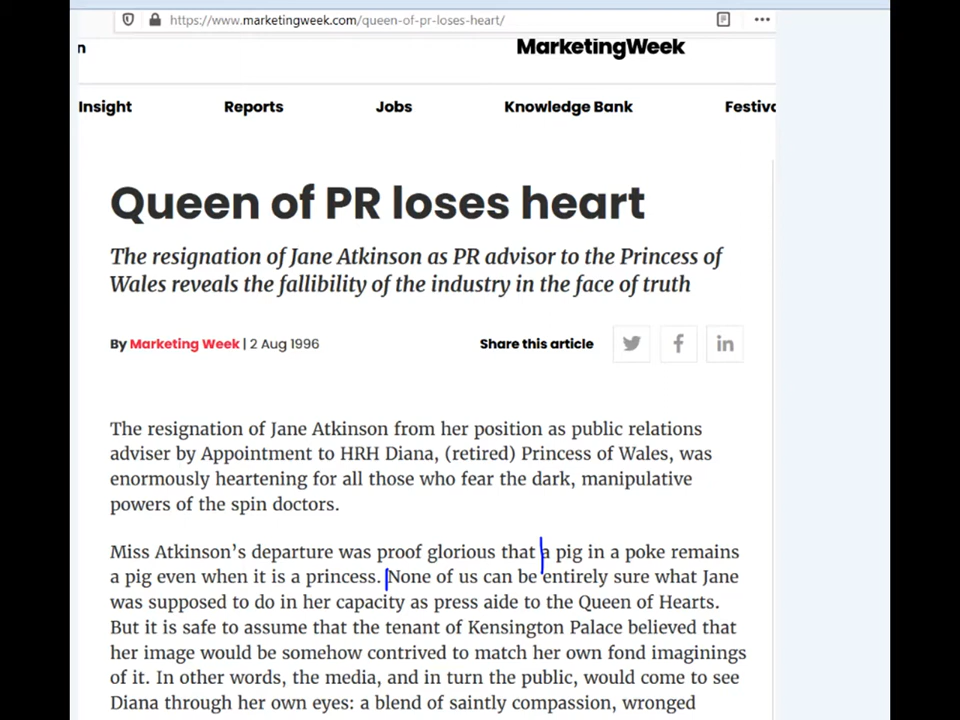 https://www.marketingweek.com/queen-of-pr-loses-heart/
n
MarketingWeek
Insight Reports Jobs Knowledge Bank Festiva
Queen of PR loses heart
The resignation of Jane Atkinson as PR advisor to the Princess of
Wales reveals the fallibility of the industry in the face of truth
By Marketing Week | 2 Aug 1996 Share this article
The resignation of Jane Atkinson from her position as public relations
adviser by Appointment to HRH Diana, (retired) Princess of Wales, was
enormously heartening for all those who fear the dark, manipulative
powers of the spin doctors.
Miss Atkinson’s departure was proof glorious that a pig in a poke remains
a pig even when it is a princess. None of us can be entirely sure what Jane
was supposed to do in her capacity as press aide to the Queen of Hearts.
But it is safe to assume that the tenant of Kensington Palace believed that
her image would be somehow contrived to match her own fond imaginings
of it. In other words, the media, and in turn the public, would come to see
Diana through her own eyes: a blend of saintly compassion, wronged